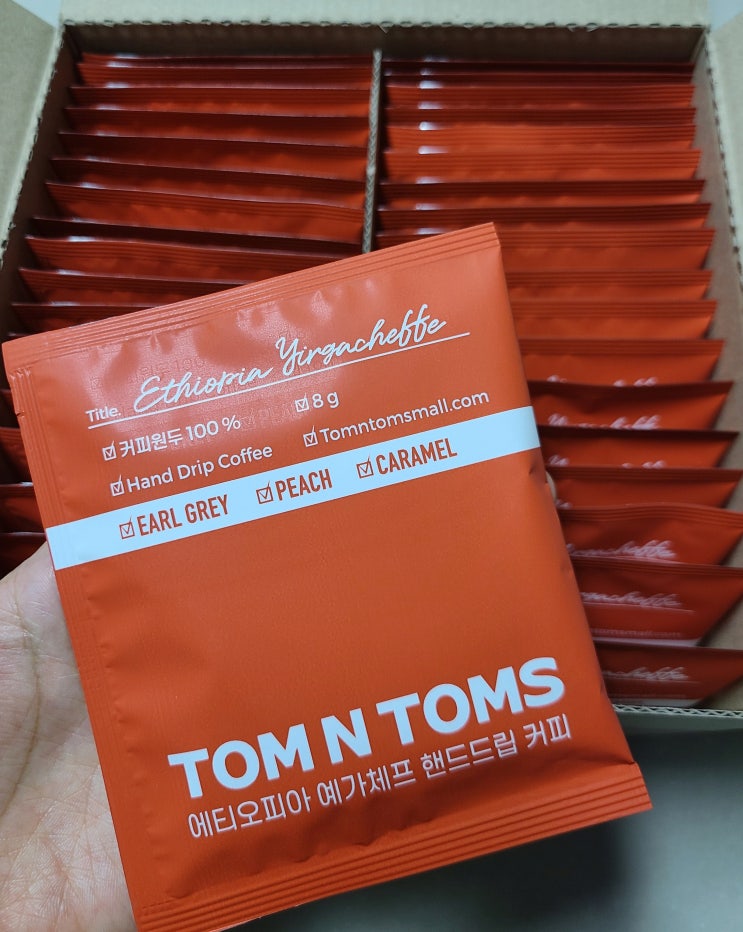 Title. Ethiopia Yirgacheffe
☑ 커피원두 100 % ☑ 8 g
☑ Hand Drip Coffee ☑ Tomntomsmall.com
☑ EARL GREY ☑ PEACH ☑ CARAMEL
TOM N TOMS
에티오피아 예가체프 핸드드립 커피